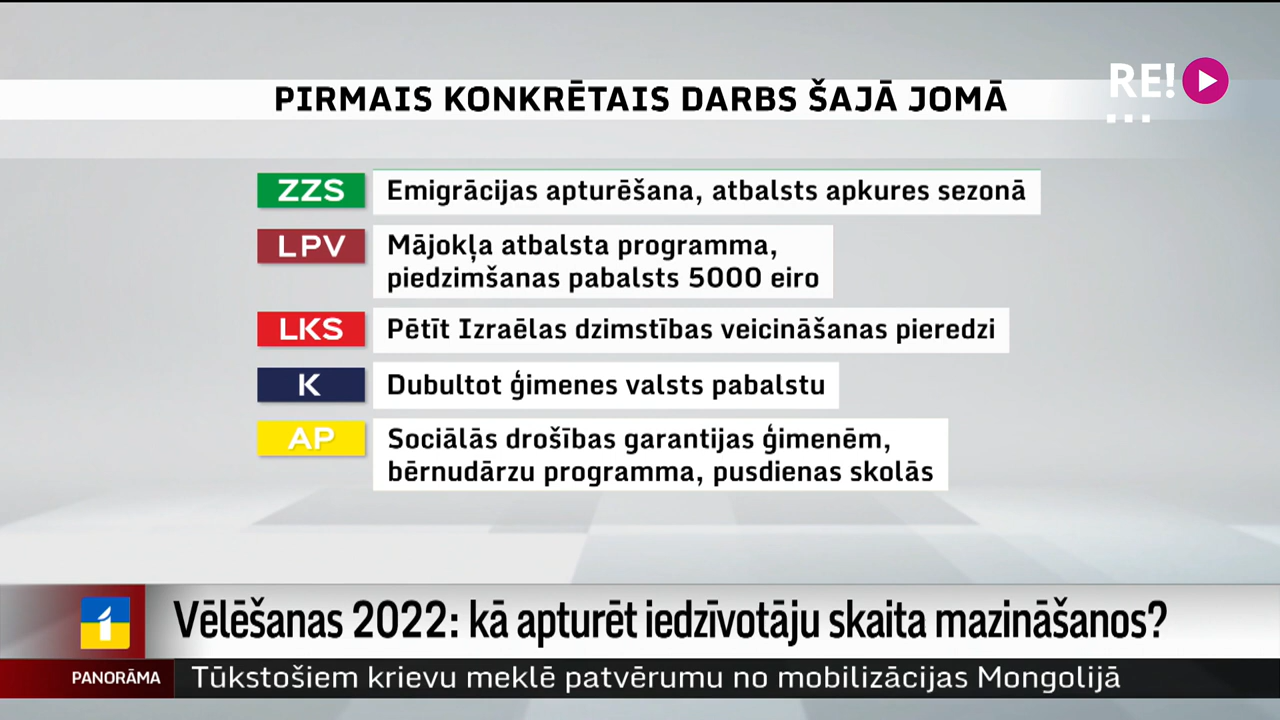 RE!
PIRMAIS KONKRĒTAIS DARBS ŠAJĀ JOMĀ
ZZS Emigrācijas apturēšana, atbalsts apkures sezonā
LPV Mājokļa atbalsta programma,
piedzimšanas pabalsts 5000 eiro
LKS Pētīt Izraēlas dzimstības veicināšanas pieredzi
K Dubultot ģimenes valsts pabalstu
AP Sociālās drošības garantijas ģimenēm,
bērnudārzu programma, pusdienas skolās
1 Vēlēšanas 2022: kā apturēt iedzīvotāju skaita mazināšanos?
PANORĀMA Tūkstošiem krievu meklē patvērumu no mobilizācijas Mongolijā